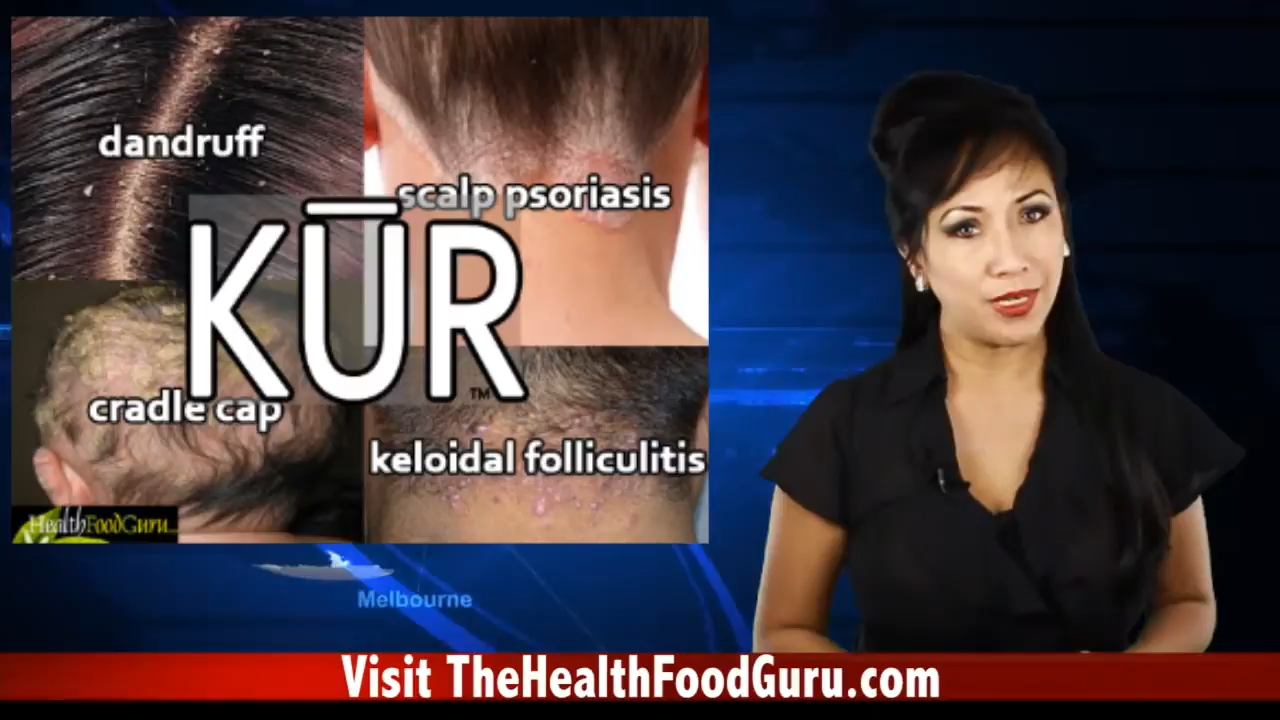 dandruff
scalp psoriasis
KŪR
TM
cradle cap
keloidal folliculitis
HealthFoodGuru
Melbourne
Visit TheHealthFoodGuru.com